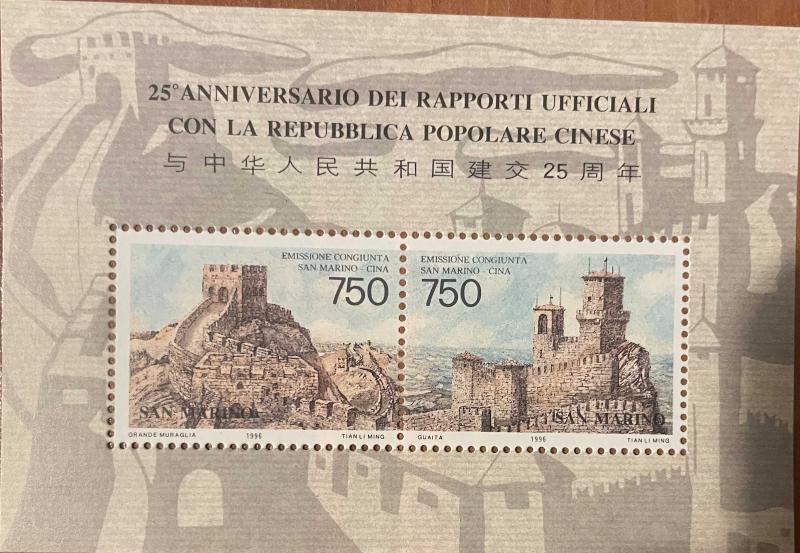 25° ANNIVERSARIO DEI RAPPORTI UFFICIALI
CON LA REPUBBLICA POPOLARE CINESE
与中华人民共和国建交25周年
EMISSIONE CONGIUNTA
SAN MARINO - CINA
750
SAN MARINO
GRANDE MURAGLIA 1996 TIAN LI MING
EMISSIONE CONGIUNTA
SAN MARINO - CINA
750
SAN MARINO
GUAITA 1996 TIAN LI MING